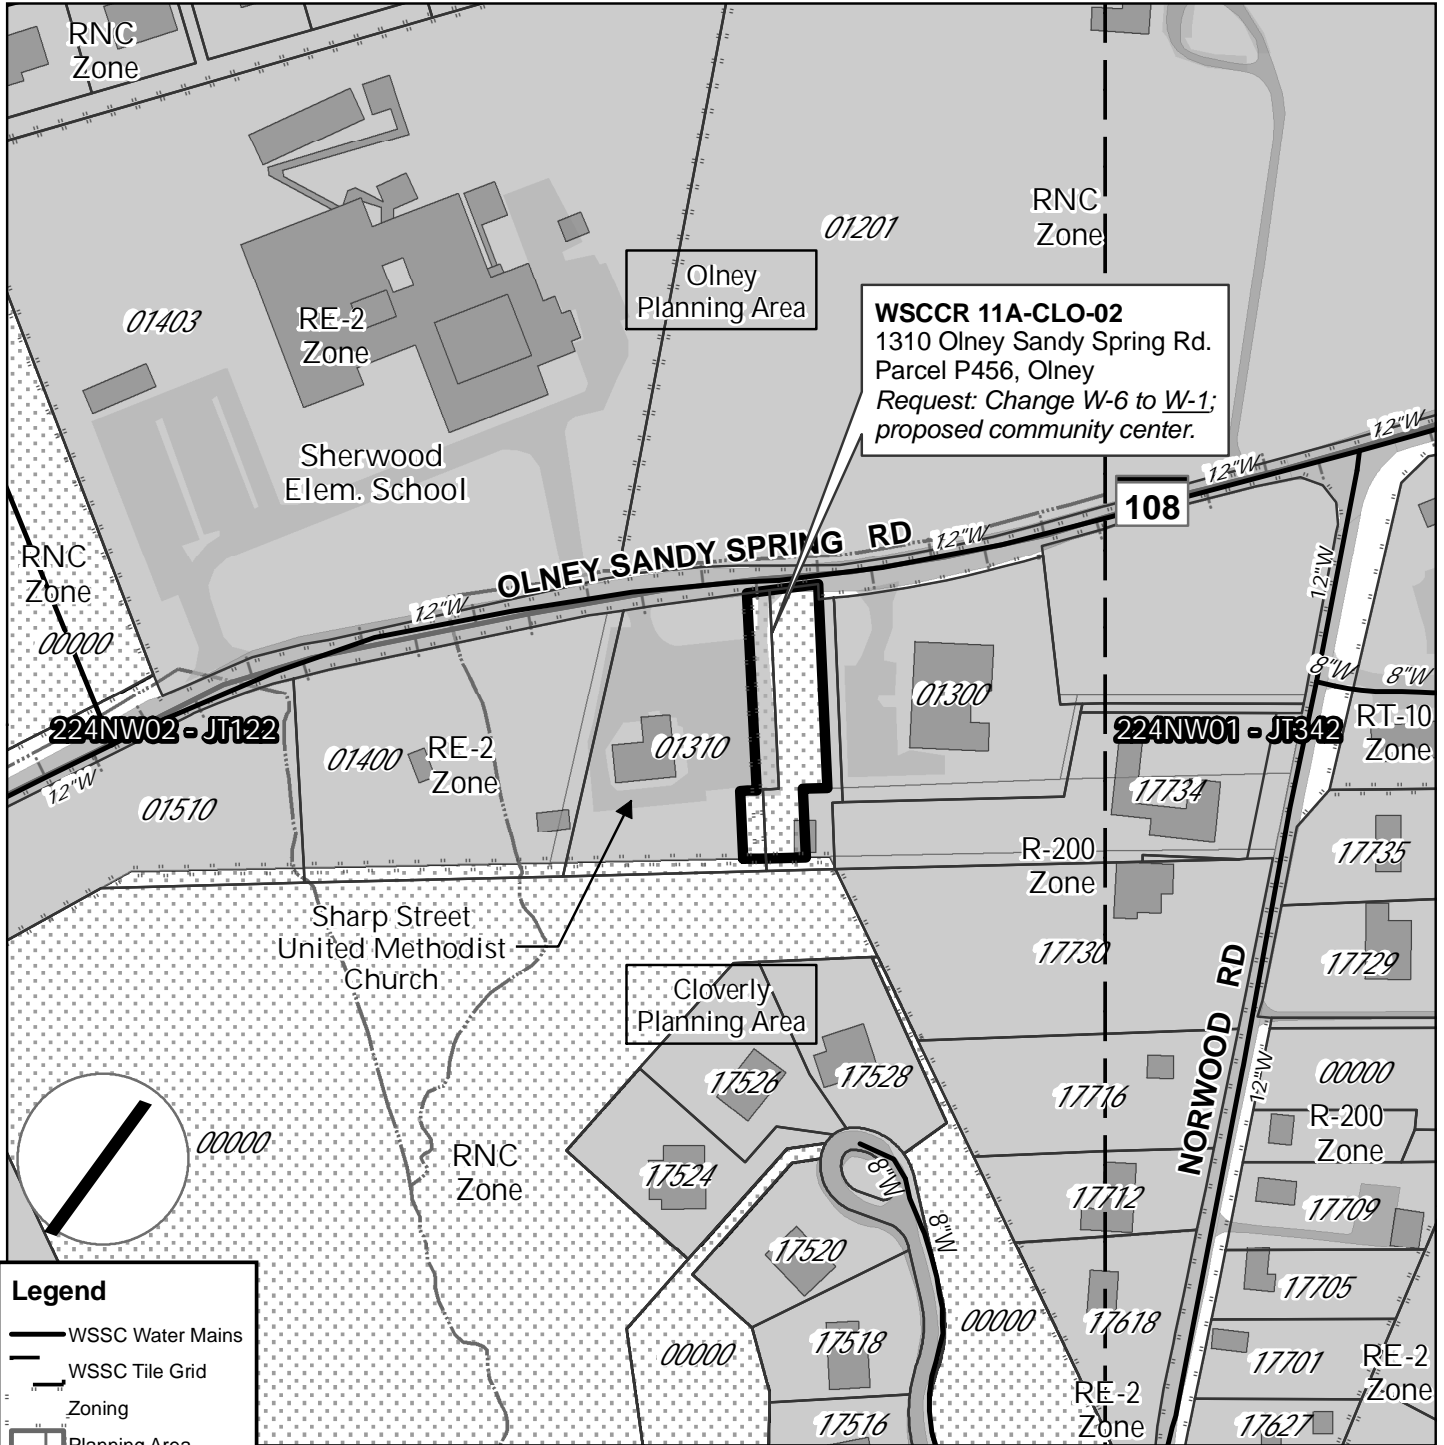 RNC
Zone
01201
RNC
Zone
Olney
Planning Area
WSCCR 11A-CLO-02
1310 Olney Sandy Spring Rd.
Parcel P456, Olney
Request: Change W-6 to W-1;
proposed community center.
01403
RE-2
Zone
Sherwood
Elem. School
12"W
12"W
108
OLNEY SANDY SPRING RD
12"W
12"W
12"W
RNC
Zone
00000
224NW02 - JT122
12"W
01510
01400
RE-2
Zone
01310
01300
224NW01 - JT342
8"W
8"W
RT-10
Zone
17734
R-200
Zone
17735
Sharp Street
United Methodist
Church
17730
17729
NORWOOD RD
12"W
Cloverly
Planning Area
17526
17528
17716
00000
R-200
Zone
00000
RNC
Zone
17524
8"W
8"W
17712
17709
17520
17705
17518
00000
00000
17618
17701
RE-2
Zone
RE-2
Zone
17516
17627
Legend
WSSC Water Mains
WSSC Tile Grid
Zoning
Planning Area